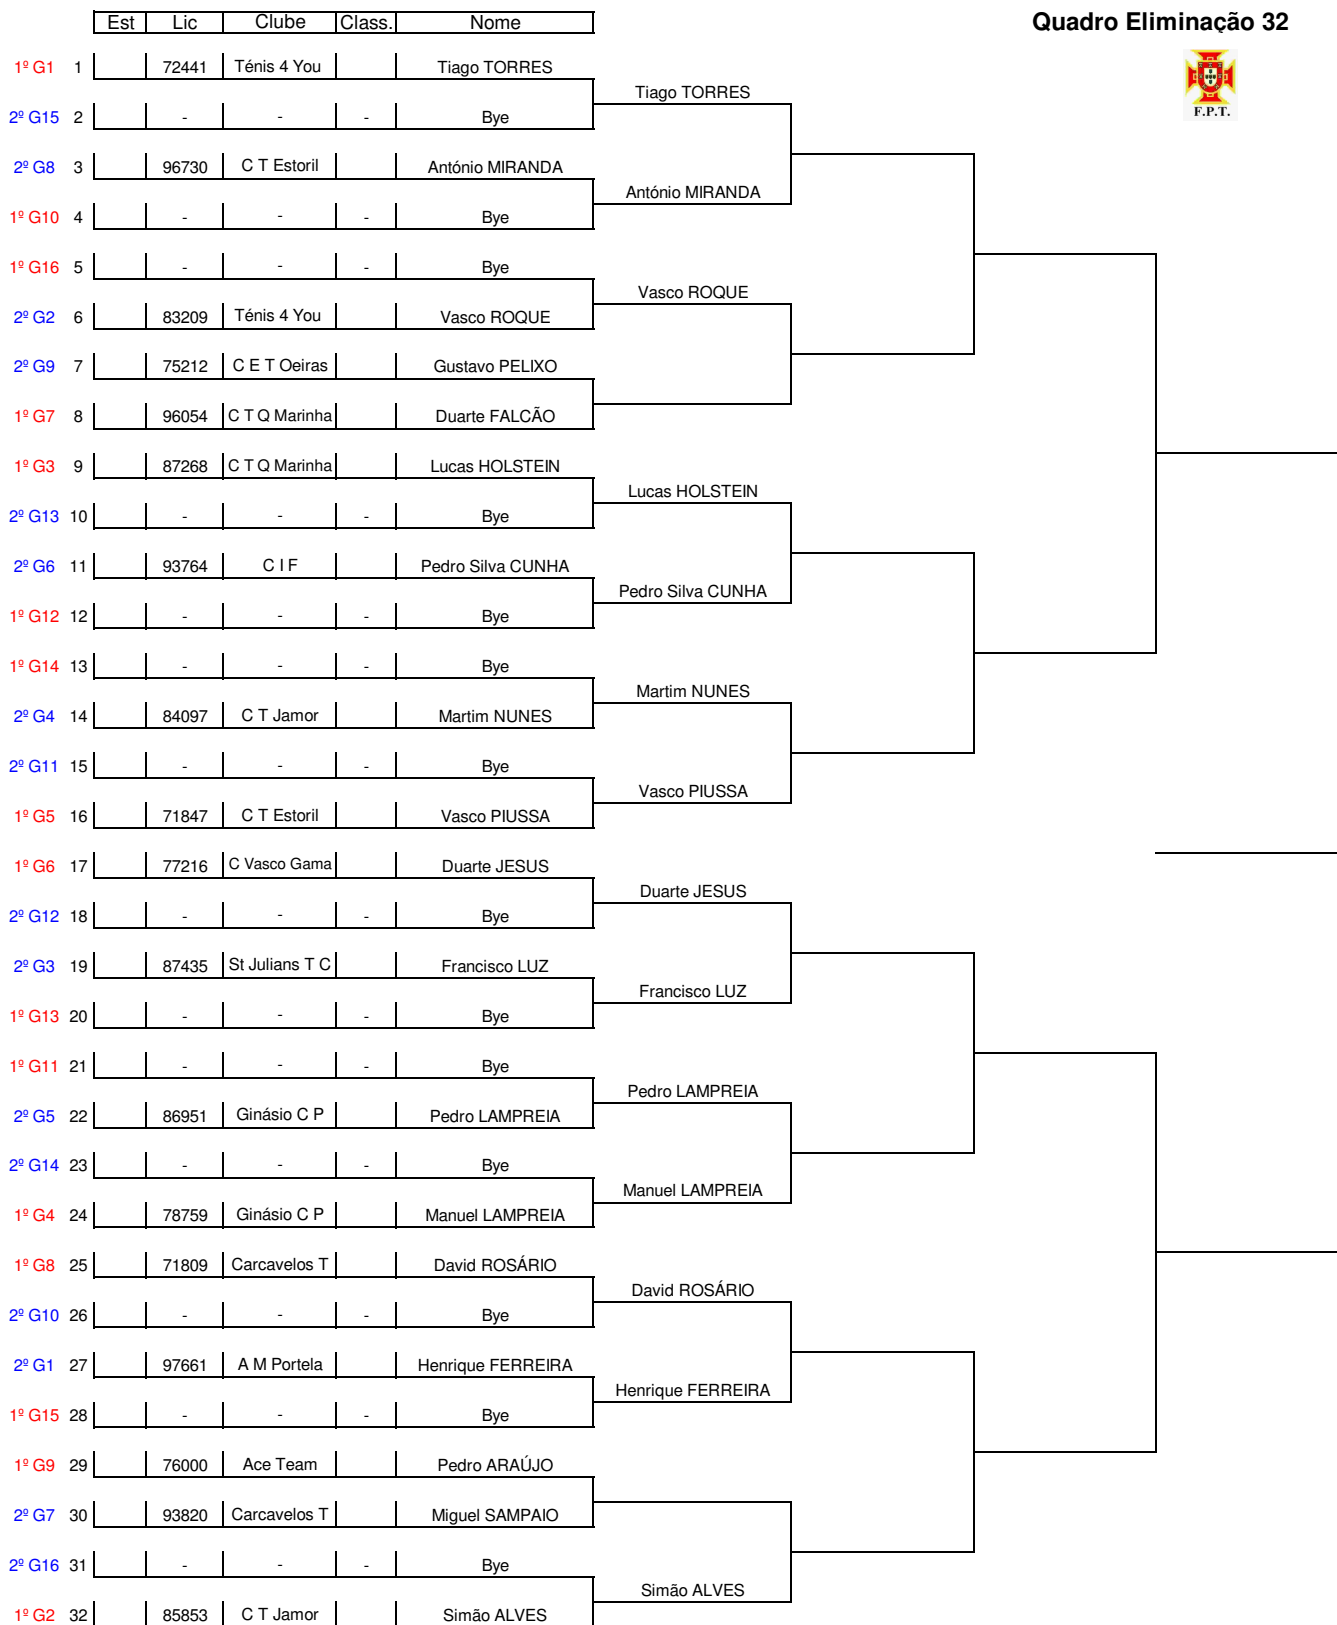 Est Lic Clube Class. Nome
Quadro Eliminação 32
F.P.T.
1º G1 1 72441 Ténis 4 You Tiago TORRES
Tiago TORRES
2º G15 2 - - - Bye
2º G8 3 96730 C T Estoril António MIRANDA
António MIRANDA
1º G10 4 - - - Bye
1º G16 5 - - - Bye
Vasco ROQUE
2º G2 6 83209 Ténis 4 You Vasco ROQUE
2º G9 7 75212 C E T Oeiras Gustavo PELIXO
1º G7 8 96054 C T Q Marinha Duarte FALCÃO
1º G3 9 87268 C T Q Marinha Lucas HOLSTEIN
Lucas HOLSTEIN
2º G13 10 - - - Bye
2º G6 11 93764 C I F Pedro Silva CUNHA
Pedro Silva CUNHA
1º G12 12 - - - Bye
1º G14 13 - - - Bye
Martim NUNES
2º G4 14 84097 C T Jamor Martim NUNES
2º G11 15 - - - Bye
Vasco PIUSSA
1º G5 16 71847 C T Estoril Vasco PIUSSA
1º G6 17 77216 C Vasco Gama Duarte JESUS
Duarte JESUS
2º G12 18 - - - Bye
2º G3 19 87435 St Julians T C Francisco LUZ
Francisco LUZ
1º G13 20 - - - Bye
1º G11 21 - - - Bye
Pedro LAMPREIA
2º G5 22 86951 Ginásio C P Pedro LAMPREIA
2º G14 23 - - - Bye
Manuel LAMPREIA
1º G4 24 78759 Ginásio C P Manuel LAMPREIA
1º G8 25 71809 Carcavelos T David ROSÁRIO
David ROSÁRIO
2º G10 26 - - - Bye
2º G1 27 97661 A M Portela Henrique FERREIRA
Henrique FERREIRA
1º G15 28 - - - Bye
1º G9 29 76000 Ace Team Pedro ARAÚJO
2º G7 30 93820 Carcavelos T Miguel SAMPAIO
2º G16 31 - - - Bye
Simão ALVES
1º G2 32 85853 C T Jamor Simão ALVES